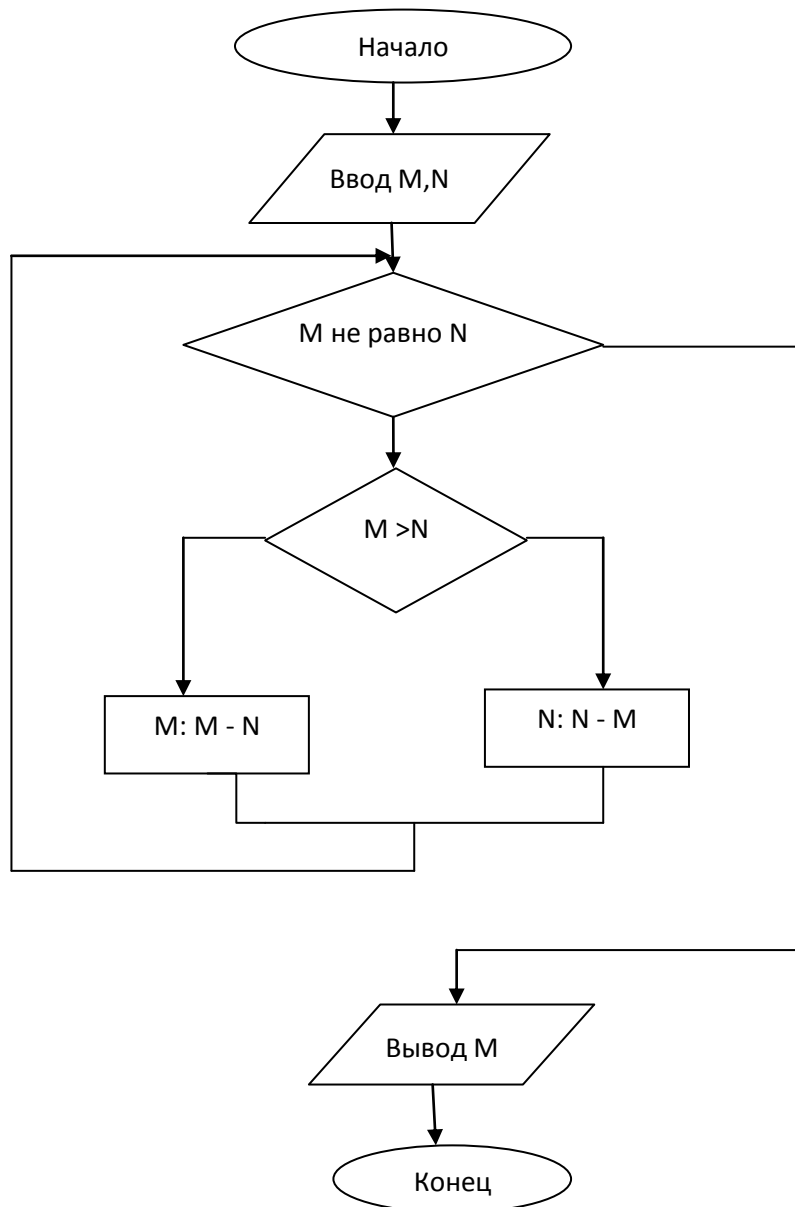 Начало
Ввод M,N
M не равно N
M >N
M: M - N
N: N - M
Вывод M
Конец